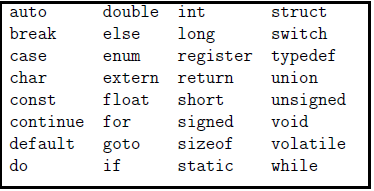 auto double int struct
break else long switch
case enum register typedef
char extern return union
const float short unsigned
continue for signed void
default goto sizeof volatile
do if static while